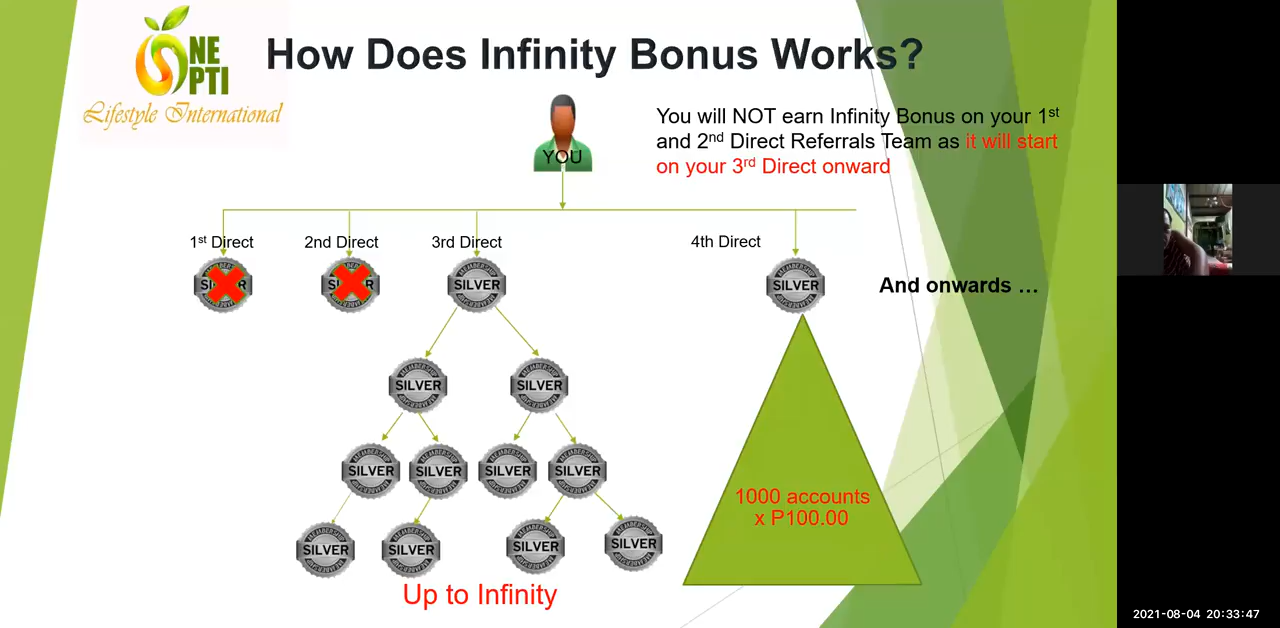 NE
PTI
Lifestyle International
How Does Infinity Bonus Works?
YOU
You will NOT earn Infinity Bonus on your 1st
and 2nd Direct Referrals Team as it will start
on your 3rd Direct onward
1st Direct
2nd Direct
3rd Direct
4th Direct
SILVER
SILVER
And onwards ...
SILVER
SILVER
SILVER
SILVER
SILVER
SILVER
1000 accounts
x P100.00
SILVER
SILVER
SILVER
SILVER
Up to Infinity
2021-08-04 20:33:47